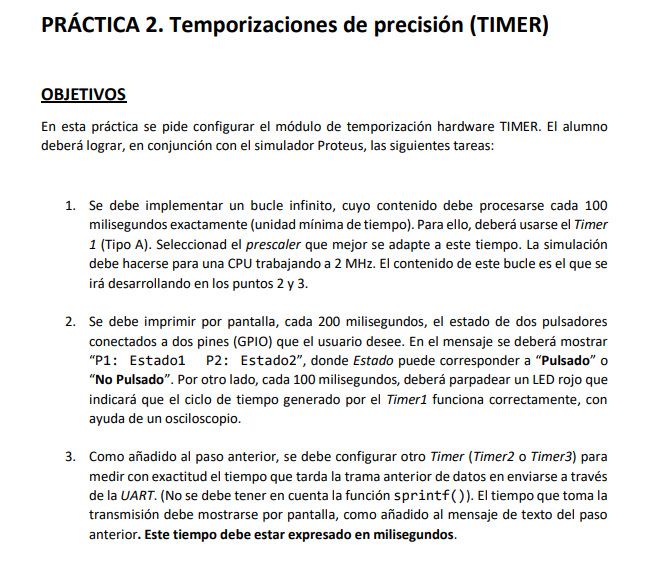 PRÁCTICA 2. Temporizaciones de precisión (TIMER)
OBJETIVOS
En esta práctica se pide configurar el módulo de temporización hardware TIMER. El alumno
deberá lograr, en conjunción con el simulador Proteus, las siguientes tareas:
1. Se debe implementar un bucle infinito, cuyo contenido debe procesarse cada 100
milisegundos exactamente (unidad mínima de tiempo). Para ello, deberá usarse el Timer
1 (Tipo A). Seleccionad el prescaler que mejor se adapte a este tiempo. La simulación
debe hacerse para una CPU trabajando a 2 MHz. El contenido de este bucle es el que se
irá desarrollando en los puntos 2 y 3.
2. Se debe imprimir por pantalla, cada 200 milisegundos, el estado de dos pulsadores
conectados a dos pines (GPIO) que el usuario desee. En el mensaje se deberá mostrar
“P1: Estado1 P2: Estado2”, donde Estado puede corresponder a “Pulsado” o
“No Pulsado”. Por otro lado, cada 100 milisegundos, deberá parpadear un LED rojo que
indicará que el ciclo de tiempo generado por el Timer1 funciona correctamente, con
ayuda de un osciloscopio.
3. Como añadido al paso anterior, se debe configurar otro Timer (Timer2 o Timer3) para
medir con exactitud el tiempo que tarda la trama anterior de datos en enviarse a través
de la UART. (No se debe tener en cuenta la función sprintf()). El tiempo que toma la
transmisión debe mostrarse por pantalla, como añadido al mensaje de texto del paso
anterior. Este tiempo debe estar expresado en milisegundos.